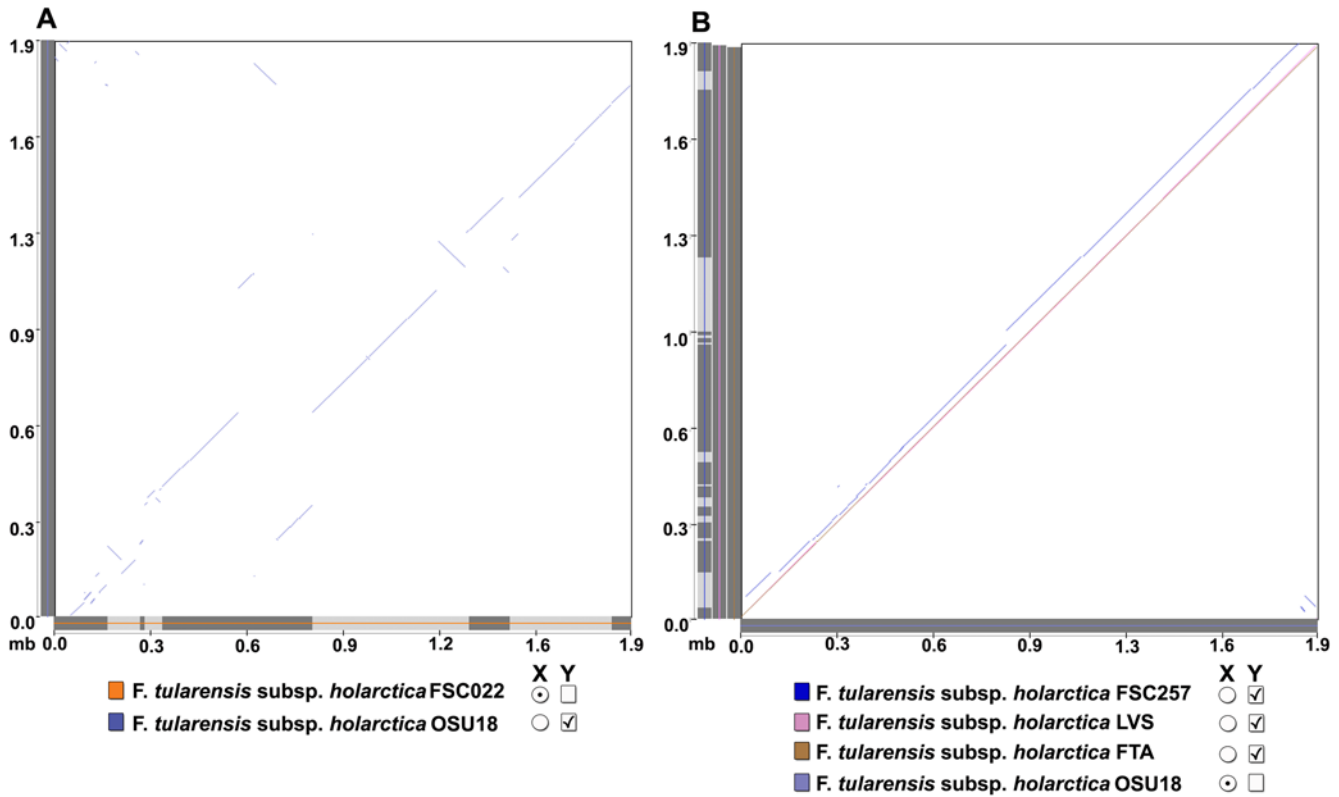 A
1.9
1.6
1.3
0.9
0.6
0.3
0.0
mb 0.0 0.3 0.6 0.9 1.2 1.6 1.9
X Y
F. tularensis subsp. holarctica FSC022
F. tularensis subsp. holarctica OSU18
B
1.9
1.6
1.3
1.0
0.6
0.3
0.0
mb 0.0 0.3 0.6 1.0 1.3 1.6 1.9
X Y
F. tularensis subsp. holarctica FSC257
F. tularensis subsp. holarctica LVS
F. tularensis subsp. holarctica FTA
F. tularensis subsp. holarctica OSU18